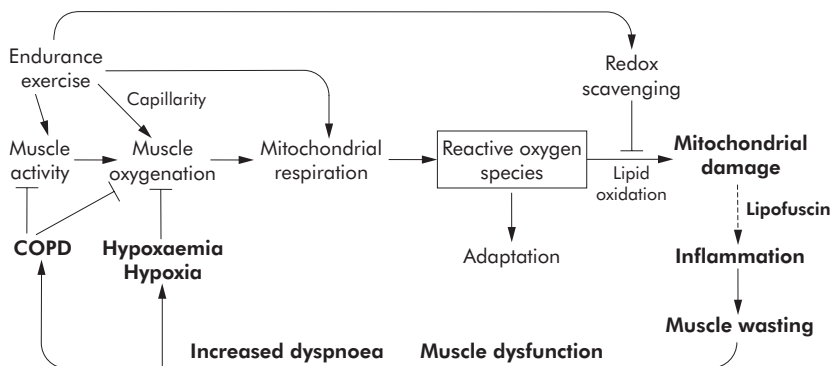 Endurance
exercise
Capillarity
Redox
scavenging
Muscle
activity
Muscle
oxygenation
Mitochondrial
respiration
Reactive oxygen
species
Lipid
oxidation
Mitochondrial
damage
Lipofuscin
COPD
Hypoxaemia
Hypoxia
Adaptation
Inflammation
Muscle wasting
Increased dyspnoea
Muscle dysfunction